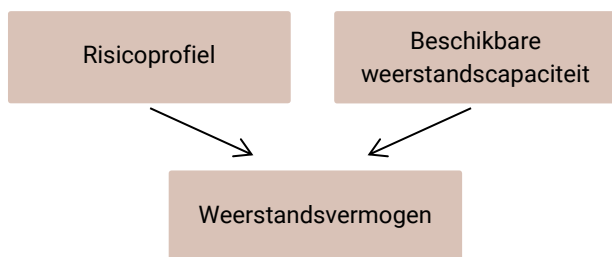 Risicoprofiel
Beschikbare
weerstandscapaciteit
Weerstandsvermogen